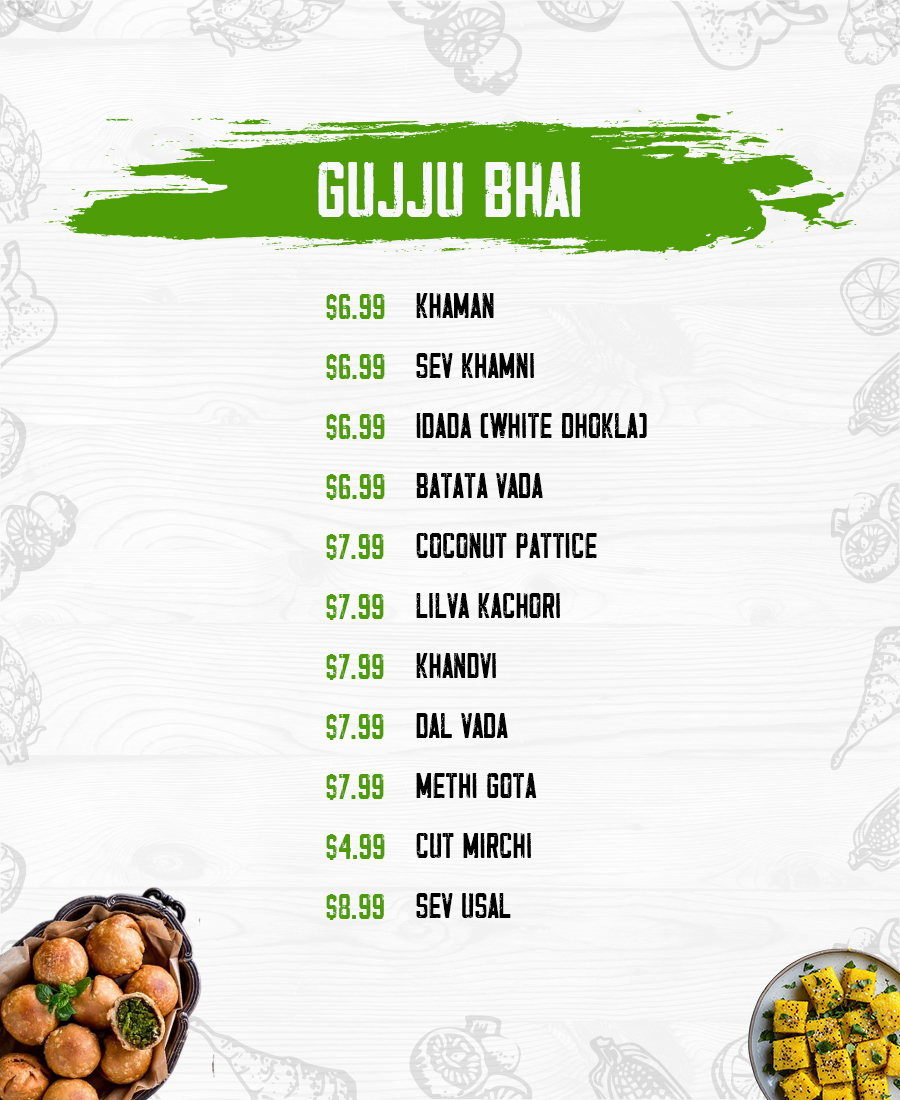 GUJJU BHAI
$6.99 KHAMAN
$6.99 SEV KHAMNI
$6.99 IDADA (WHITE DHOKLA)
$6.99 BATATA VADA
$7.99 COCONUT PATTICE
$7.99 LILVA KACHORI
$7.99 KHANDVI
$7.99 DAL VADA
$7.99 METHI GOTA
$4.99 CUT MIRCHI
$8.99 SEV USAL